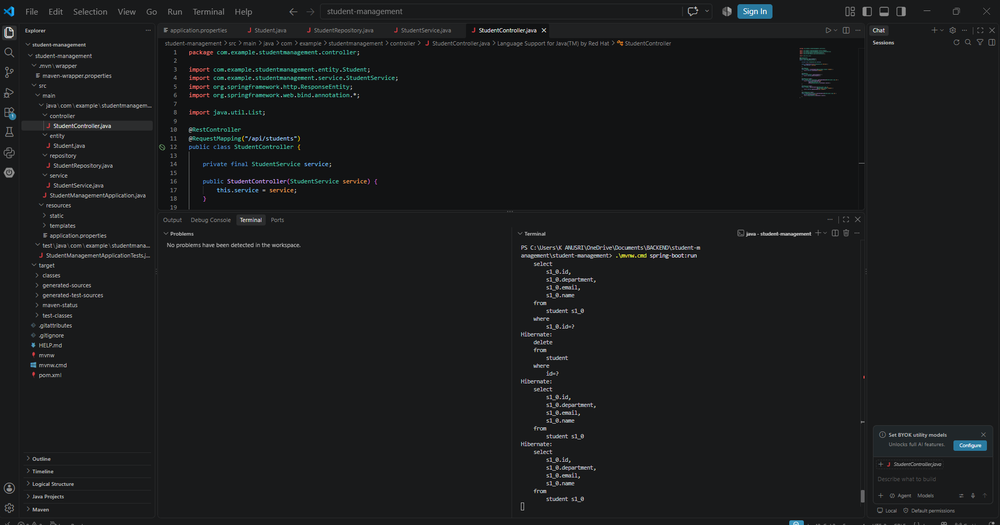 File Edit Selection View Go Run Terminal Help
student-management
Sign In
Explorer
student-management
student-management
.mvn\wrapper
maven-wrapper.properties
src
main
java\com\example\studentmanagem...
controller
StudentController.java
entity
Student.java
repository
StudentRepository.java
service
StudentService.java
StudentManagementApplication.java
resources
static
templates
application.properties
test\java\com\example\studentmana...
StudentManagementApplicationTests.j...
target
classes
generated-sources
generated-test-sources
maven-status
test-classes
.gitattributes
.gitignore
HELP.md
mvnw
mvnw.cmd
pom.xml
Outline
Timeline
Logical Structure
Java Projects
Maven
1
application.properties Student.java StudentRepository.java StudentService.java StudentController.java
student-management > src > main > java > com > example > studentmanagement > controller > StudentController.java > Language Support for Java(TM) by Red Hat > StudentController
1 package com.example.studentmanagement.controller;
2
3 import com.example.studentmanagement.entity.Student;
4 import com.example.studentmanagement.service.StudentService;
5 import org.springframework.http.ResponseEntity;
6 import org.springframework.web.bind.annotation.*;
7
8 import java.util.List;
9
10 @RestController
11 @RequestMapping("/api/students")
12 public class StudentController {
13
14 private final StudentService service;
15
16 public StudentController(StudentService service) {
17 this.service = service;
18 }
19
Output Debug Console Terminal Ports
Problems
No problems have been detected in the workspace.
Terminal
java - student-management
PS C:\Users\K ANUSRI\OneDrive\Documents\BACKEND\student-m
anagement\student-management> .\mvnw.cmd spring-boot:run
select
s1_0.id,
s1_0.department,
s1_0.email,
s1_0.name
from
student s1_0
where
s1_0.id=?
Hibernate:
delete
from
student
where
id=?
Hibernate:
select
s1_0.id,
s1_0.department,
s1_0.email,
s1_0.name
from
student s1_0
Hibernate:
select
s1_0.id,
s1_0.department,
s1_0.email,
s1_0.name
from
student s1_0
Chat
Sessions
Set BYOK utility models
Unlocks full AI features.
Configure
StudentController.java
Describe what to build
Agent Models
Local Default permissions